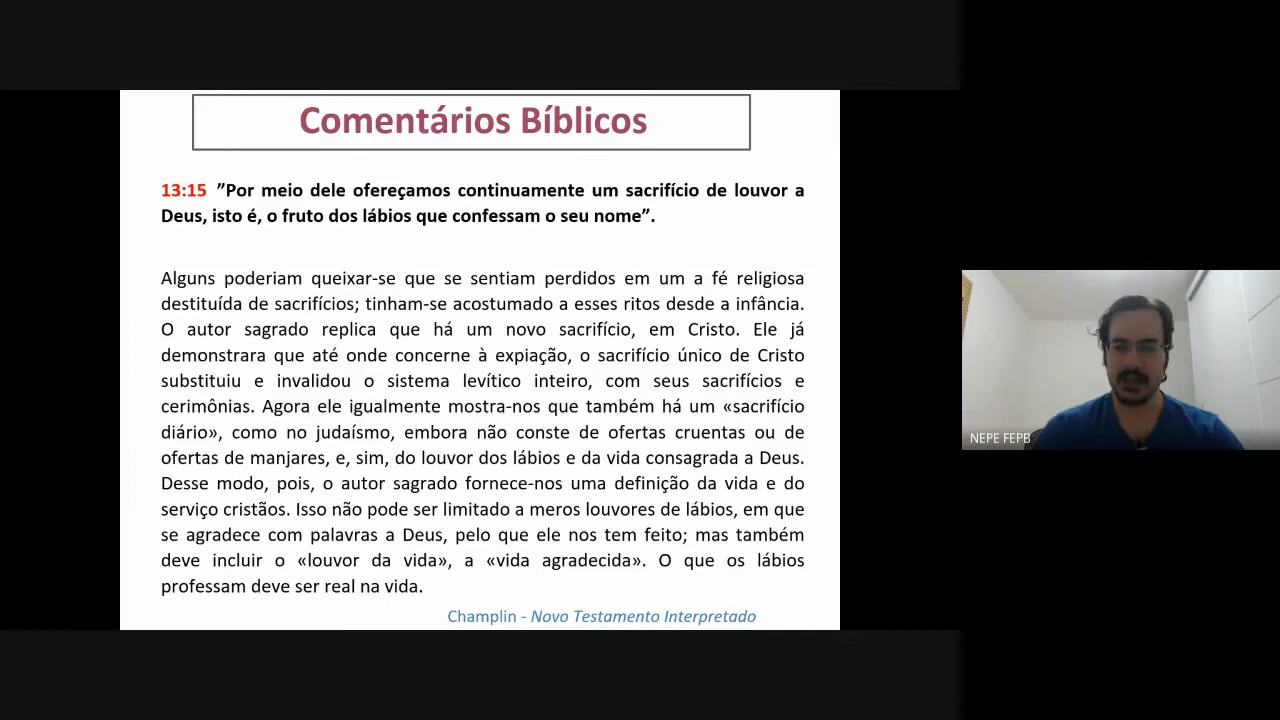 Comentários Bíblicos
13:15 ”Por meio dele ofereçamos continuamente um sacrifício de louvor a
Deus, isto é, o fruto dos lábios que confessam o seu nome”.
Alguns poderiam queixar-se que se sentiam perdidos em um a fé religiosa
destituída de sacrifícios; tinham-se acostumado a esses ritos desde a infância.
O autor sagrado replica que há um novo sacrifício, em Cristo. Ele já
demonstrara que até onde concerne à expiação, o sacrifício único de Cristo
substituiu e invalidou o sistema levítico inteiro, com seus sacrifícios e
cerimônias. Agora ele igualmente mostra-nos que também há um «sacrifício
diário», como no judaísmo, embora não conste de ofertas cruentas ou de
ofertas de manjares, e, sim, do louvor dos lábios e da vida consagrada a Deus.
Desse modo, pois, o autor sagrado fornece-nos uma definição da vida e do
serviço cristãos. Isso não pode ser limitado a meros louvores de lábios, em que
se agradece com palavras a Deus, pelo que ele nos tem feito; mas também
deve incluir o «louvor da vida», a «vida agradecida». O que os lábios
professam deve ser real na vida.
Champlin - Novo Testamento Interpretado
NEPE FEPB